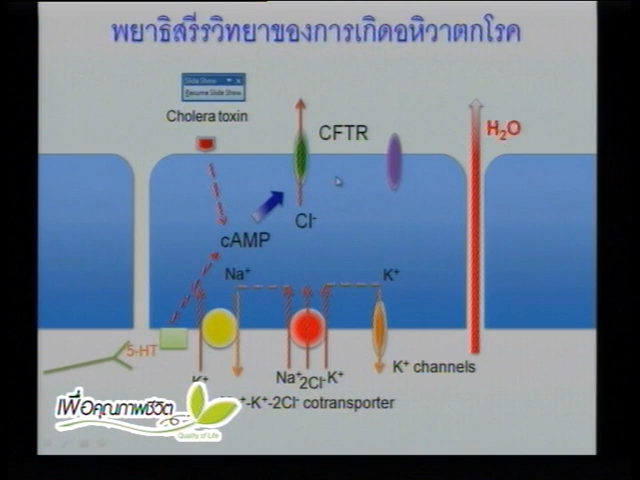 พยาธิสรีรวิทยาของการเกิดอหิวาตกโรค
Slide Show
Resume Slide Show
Cholera toxin
CFTR
H₂O
Cl⁻
cAMP
Na⁺
K⁺
5-HT
K⁺
Na⁺
2Cl⁻
K⁺
K⁺ channels
-K⁺-2Cl⁻ cotransporter
เพื่อคุณภาพชีวิต
Quality of Life